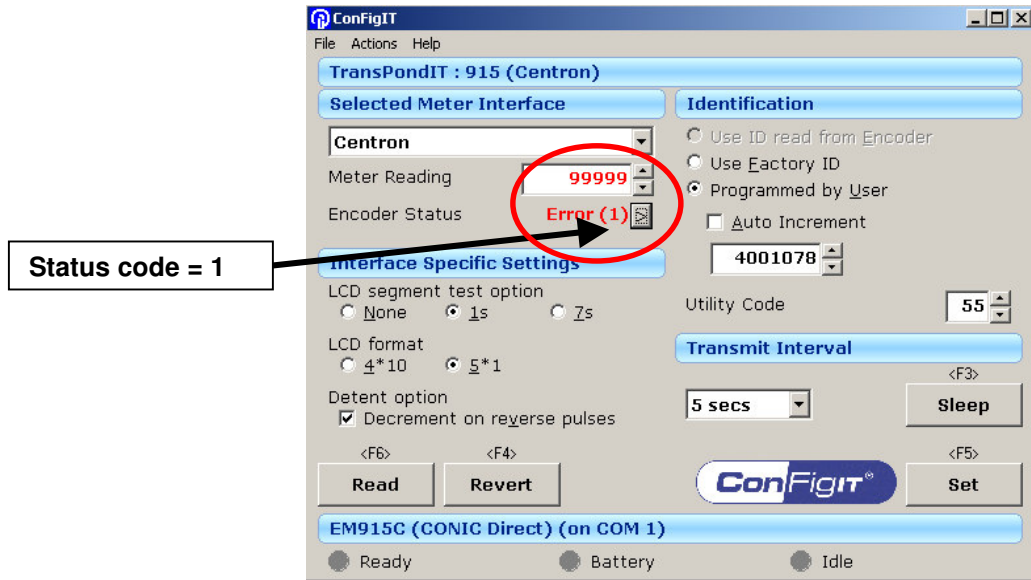 ConFigIT
File Actions Help
TransPondIT : 915 (Centron)
Selected Meter Interface
Centron
Meter Reading 99999
Encoder Status Error (1) >
Status code = 1
Interface Specific Settings
LCD segment test option
None 1s 7s
LCD format
4*10 5*1
Detent option
Decrement on reverse pulses
<F6> <F4>
Read Revert
Identification
Use ID read from Encoder
Use Factory ID
Programmed by User
Auto Increment
4001078
Utility Code 55
Transmit Interval
5 secs
<F3>
Sleep
ConFigIT®
<F5>
Set
EM915C (CONIC Direct) (on COM 1)
Ready Battery Idle